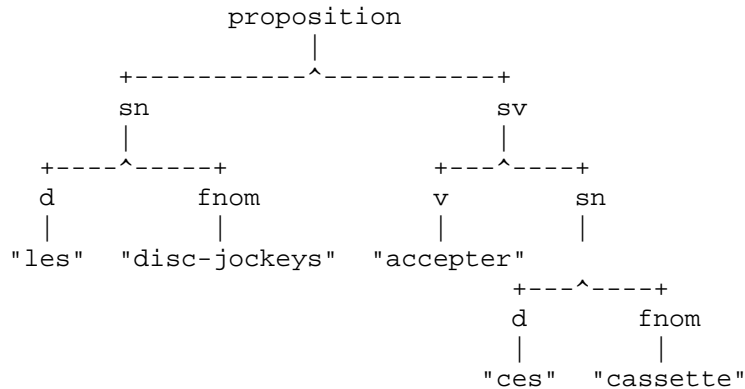 proposition
|
+-----------^-----------+
sn sv
| |
+----^-----+ +---^----+
d fnom v sn
| | | |
"les" "disc-jockeys" "accepter"
+---^----+
d fnom
| |
"ces" "cassette"